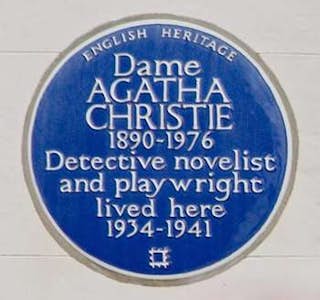 ENGLISH HERITAGE
Dame
AGATHA
CHRISTIE
1890-1976
Detective novelist
and playwright
lived here
1934-1941